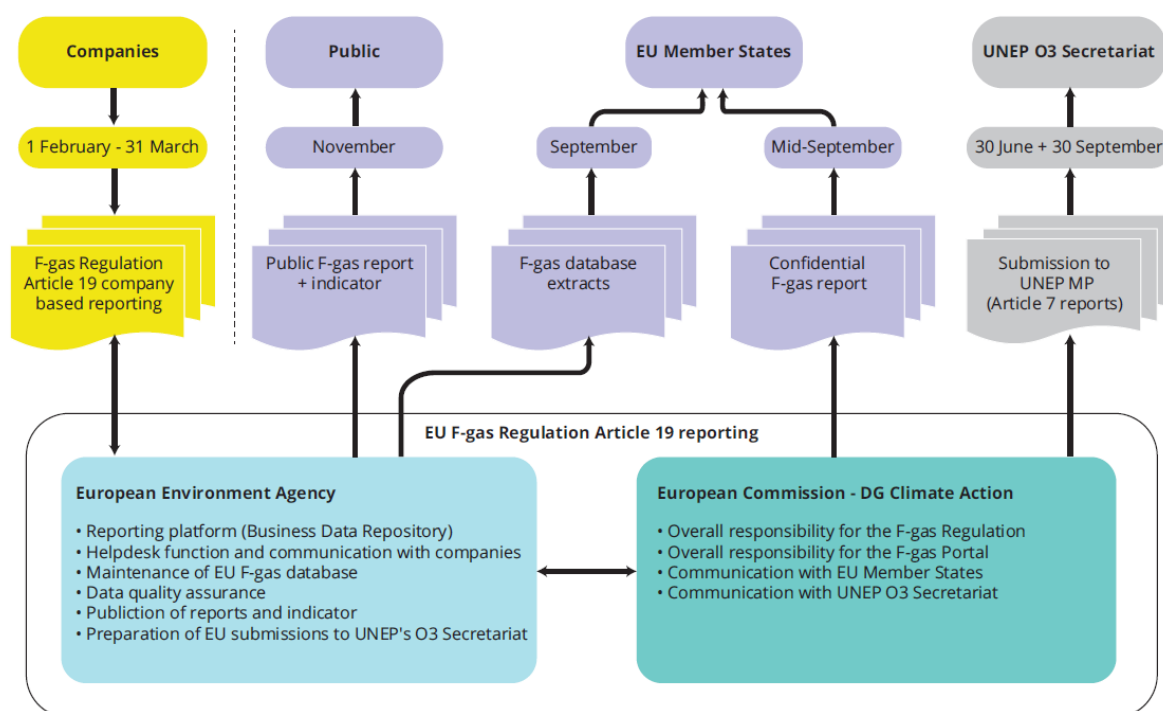 Companies
Public
EU Member States
UNEP O3 Secretariat
1 February - 31 March
November
September
Mid-September
30 June + 30 September
F-gas Regulation
Article 19 company
based reporting
Public F-gas report
+ indicator
F-gas database
extracts
Confidential
F-gas report
Submission to
UNEP MP
(Article 7 reports)
EU F-gas Regulation Article 19 reporting
European Environment Agency
• Reporting platform (Business Data Repository)
• Helpdesk function and communication with companies
• Maintenance of EU F-gas database
• Data quality assurance
• Publiction of reports and indicator
• Preparation of EU submissions to UNEP's O3 Secretariat
European Commission - DG Climate Action
• Overall responsibility for the F-gas Regulation
• Overall responsibility for the F-gas Portal
• Communication with EU Member States
• Communication with UNEP O3 Secretariat